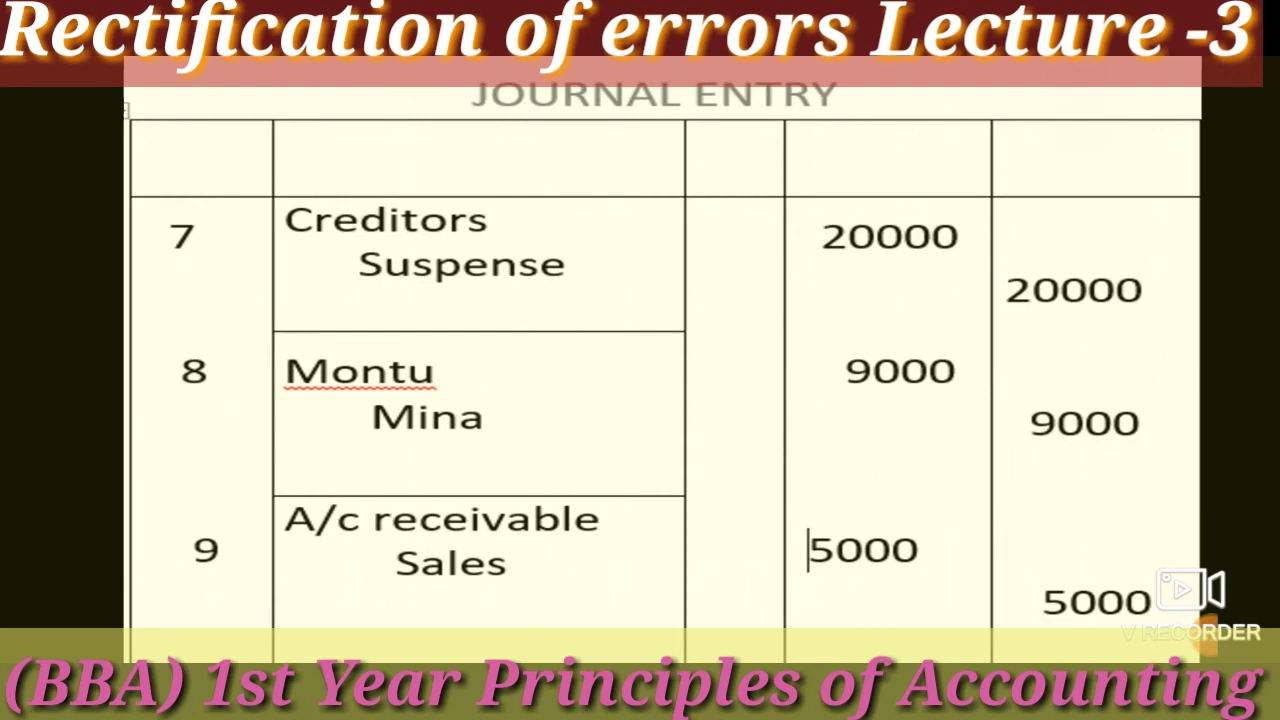 Rectification of errors Lecture -3
JOURNAL ENTRY
7 Creditors 20000
Suspense 20000
8 Montu 9000
Mina 9000
9 A/c receivable 5000
Sales 5000
V RECORDER
(BBA) 1st Year Principles of Accounting